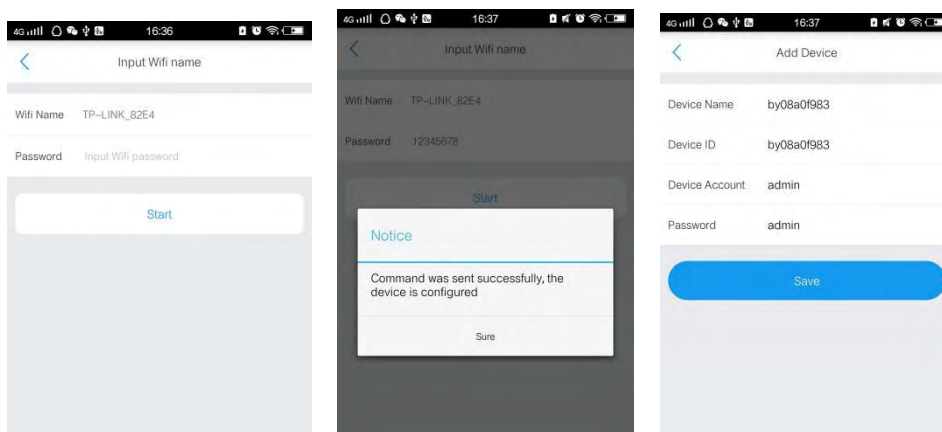 4G 16:36
Input Wifi name
Wifi Name TP-LINK_82E4
Password Input Wifi password
Start
4G 16:37
Input Wifi name
Wifi Name TP-LINK_82E4
Password 12345678
Start
Notice
Command was sent successfully, the
device is configured
Sure
4G 16:37
Add Device
Device Name by08a0f983
Device ID by08a0f983
Device Account admin
Password admin
Save